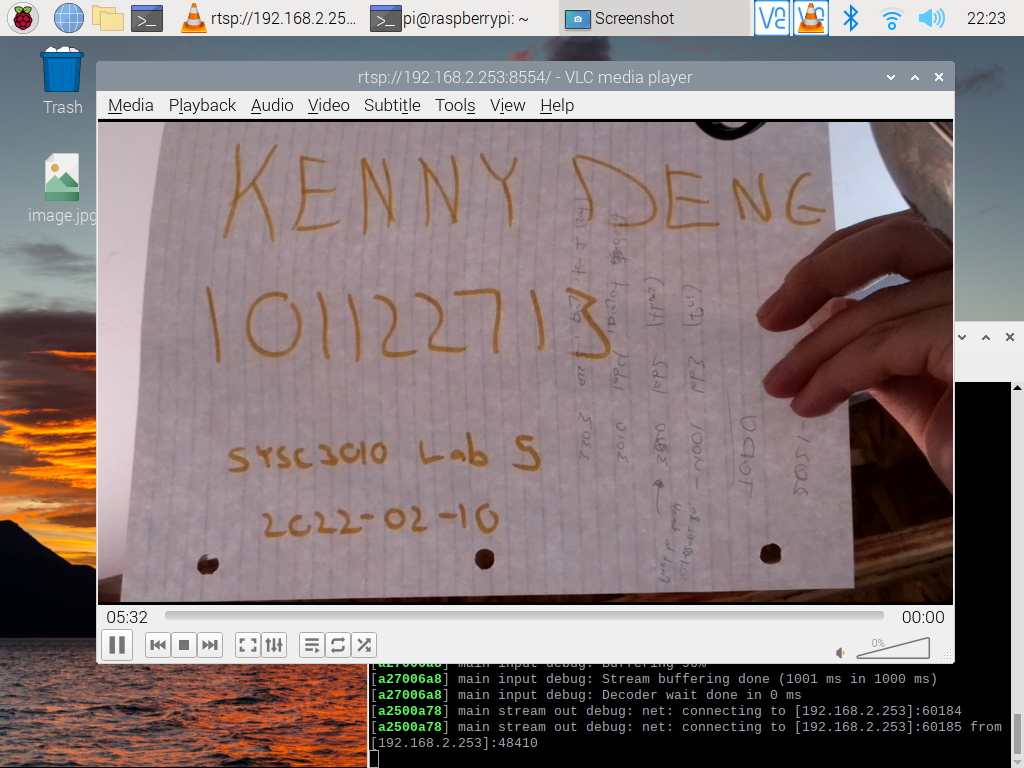 rtsp://192.168.2.25...
pi@raspberrypi: ~
Screenshot
22:23
Trash
image.jpg
rtsp://192.168.2.253:8554/ - VLC media player
Media Playback Audio Video Subtitle Tools View Help
KENNY DENG
101122713
SYSC3010 Lab 5
2022-02-10
TODO
05:32
00:00
0%
[a27006a8] main input debug: Buffering 90%
[a27006a8] main input debug: Stream buffering done (1001 ms in 1000 ms)
[a27006a8] main input debug: Decoder wait done in 0 ms
[a2500a78] main stream out debug: net: connecting to [192.168.2.253]:60184
[a2500a78] main stream out debug: net: connecting to [192.168.2.253]:60185 from
[192.168.2.253]:48410